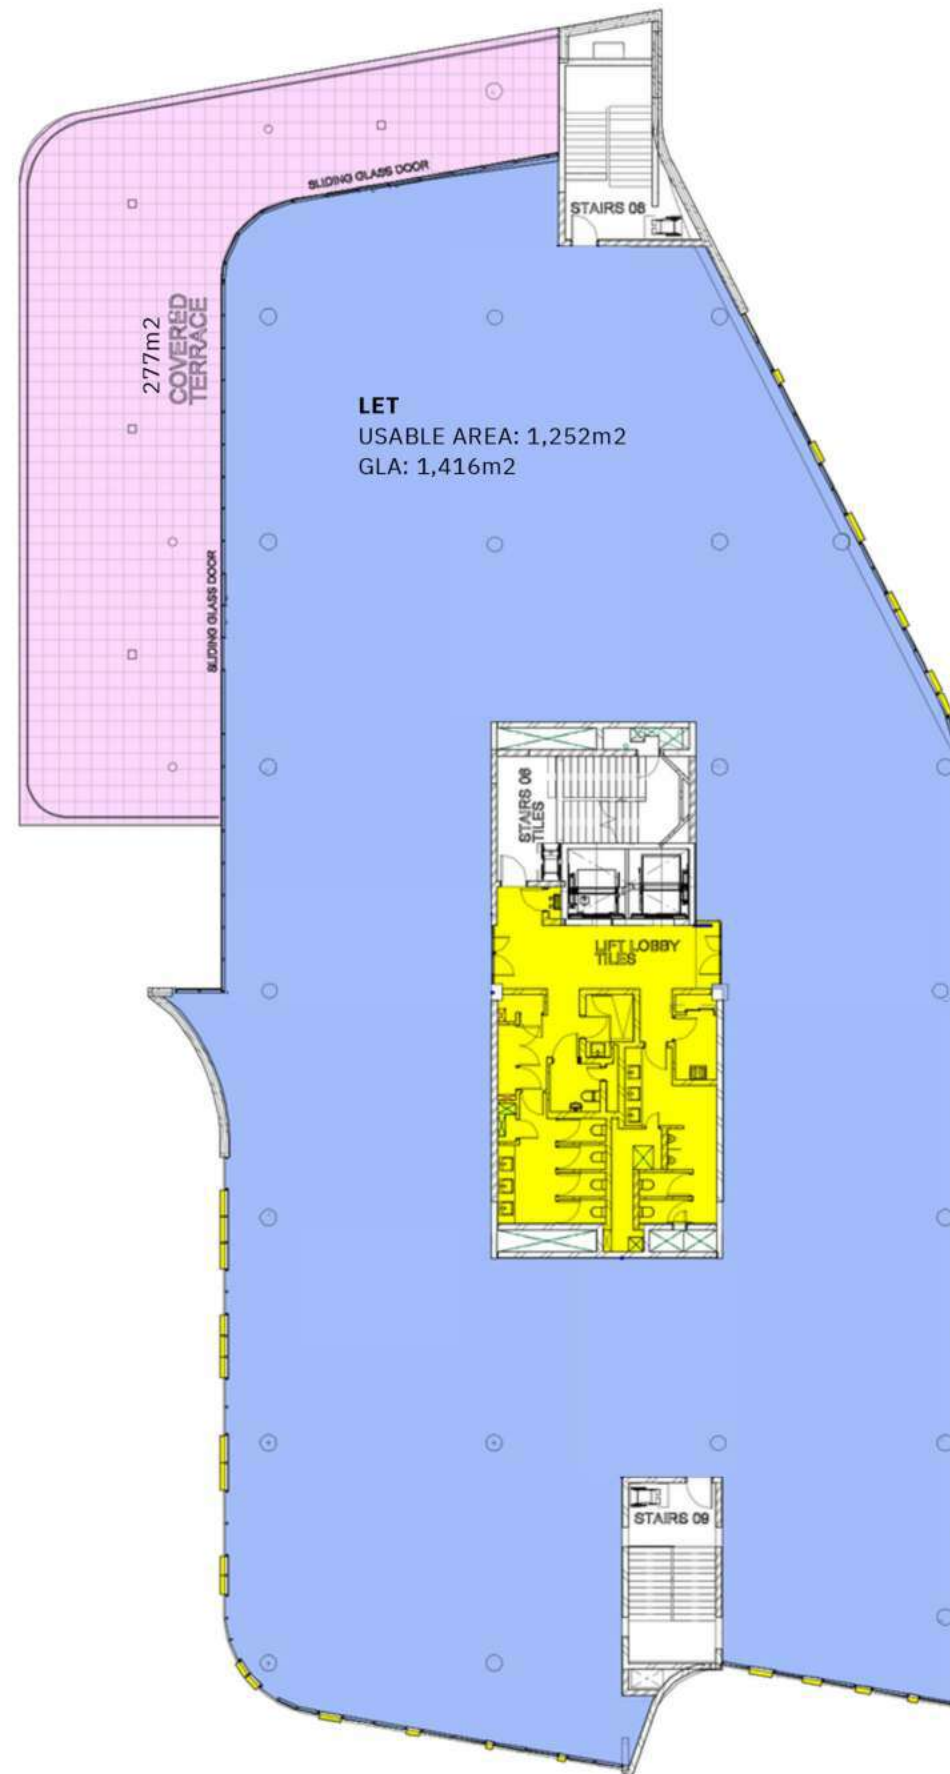 SLIDING GLASS DOOR
STAIRS 08
277m2
COVERED
TERRACE
LET
USABLE AREA: 1,252m2
GLA: 1,416m2
SLIDING GLASS DOOR
STAIRS 08
TILES
LIFT LOBBY
TILES
STAIRS 09